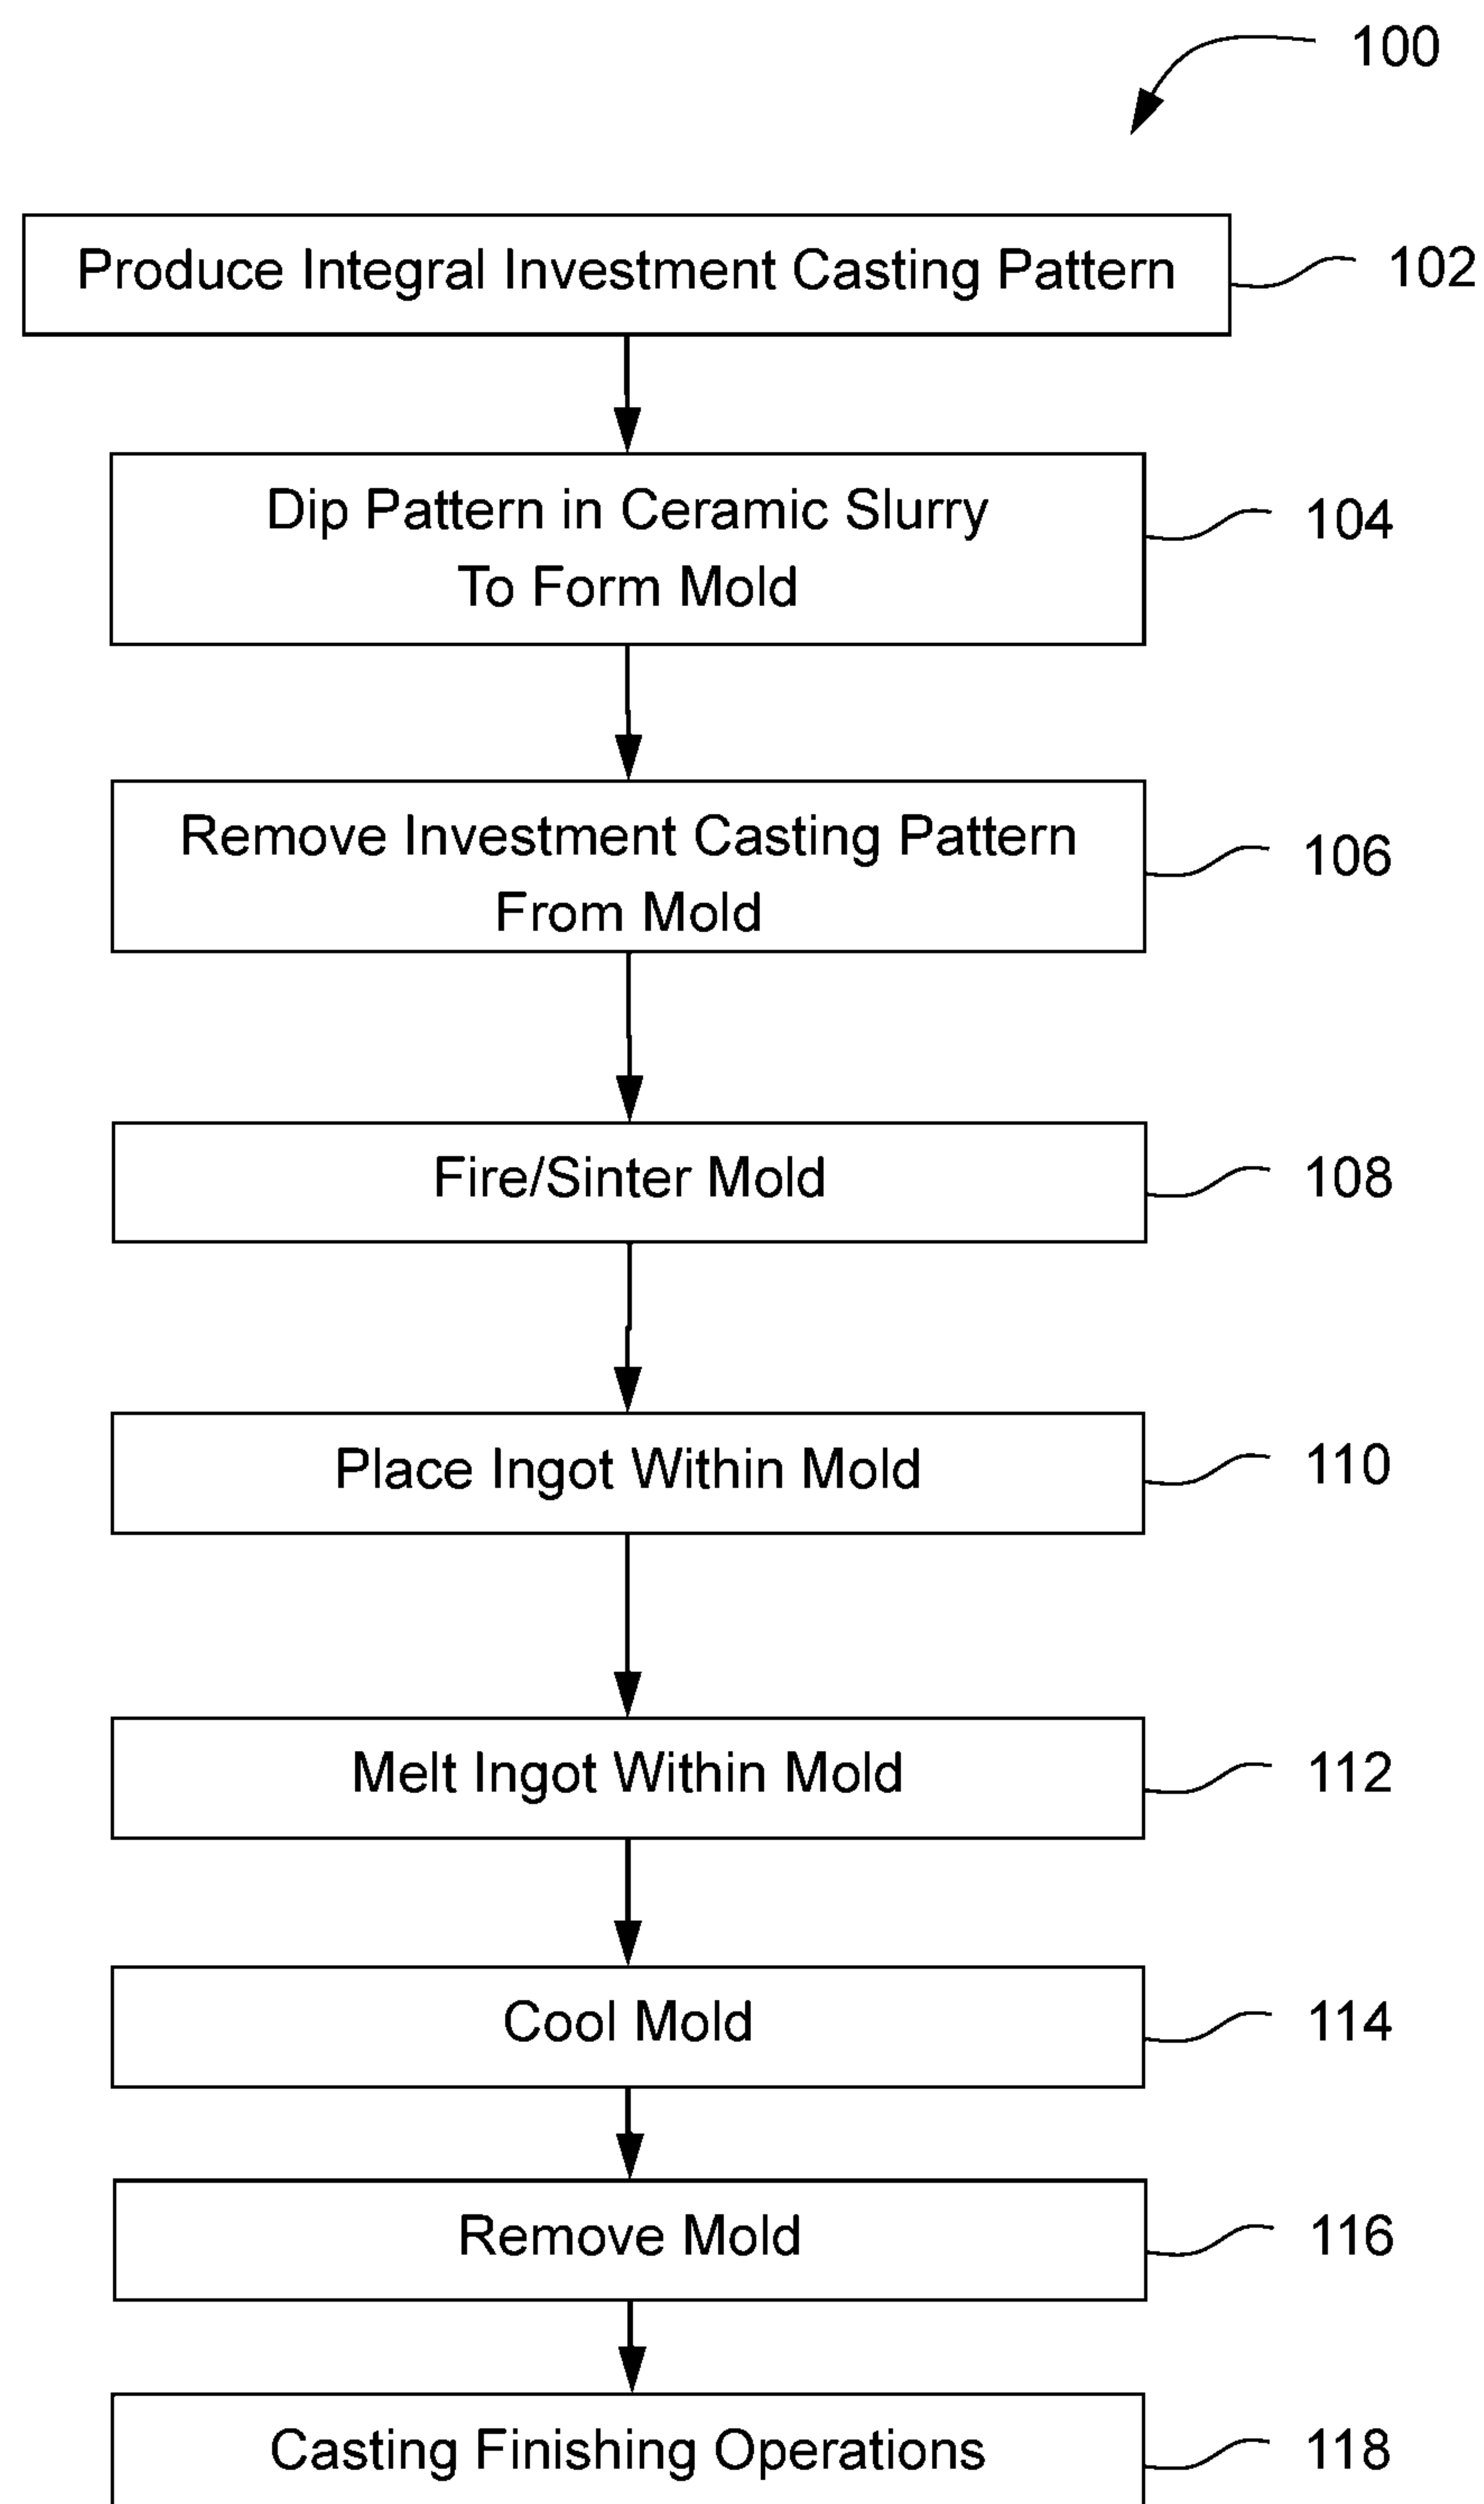 100
Produce Integral Investment Casting Pattern
102
Dip Pattern in Ceramic Slurry
To Form Mold
104
Remove Investment Casting Pattern
From Mold
106
Fire/Sinter Mold
108
Place Ingot Within Mold
110
Melt Ingot Within Mold
112
Cool Mold
114
Remove Mold
116
Casting Finishing Operations
118